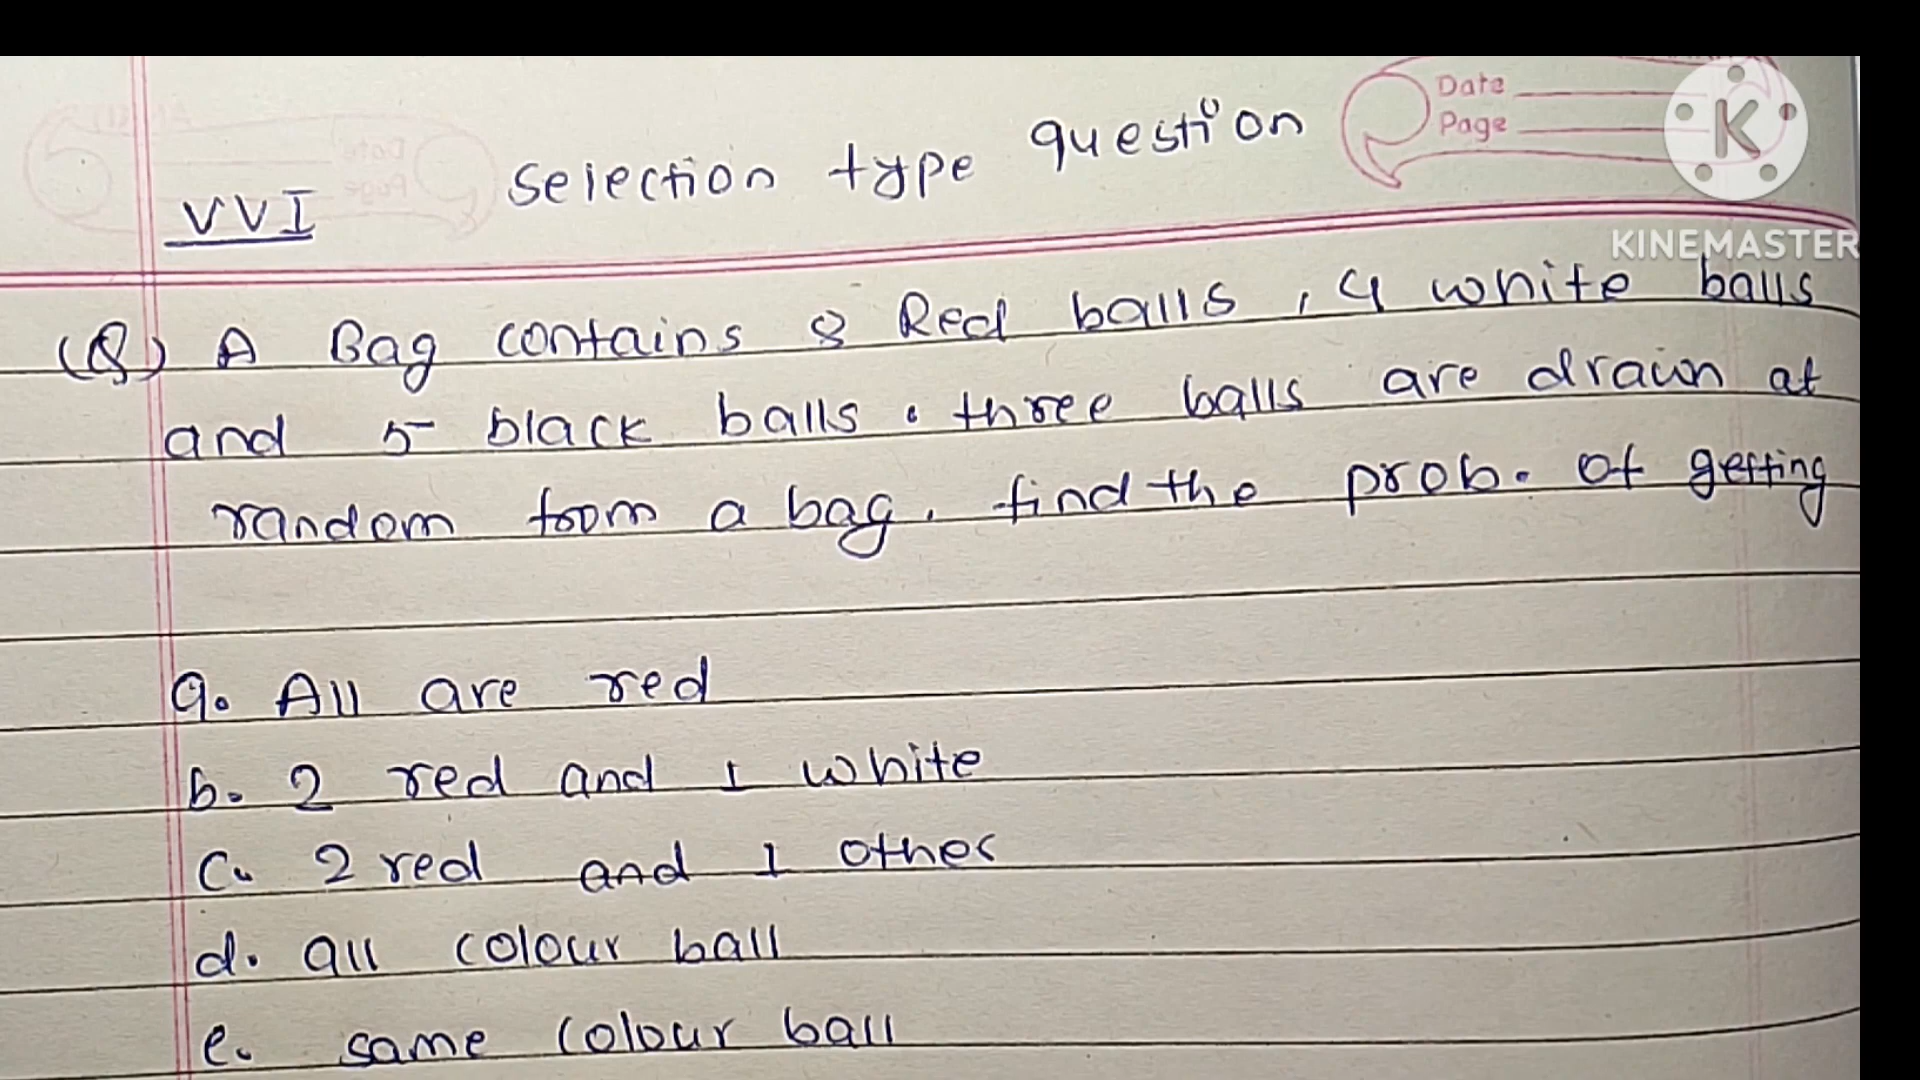 Date
Page
K
KINEMASTER
VVI selection type question
(Q) A Bag contains 8 Red balls, 4 white balls
and 5 black balls. three balls are drawn at
random from a bag. find the prob. of getting
a. All are red
b. 2 red and 1 white
c. 2 red and 1 other
d. all colour ball
e. same colour ball